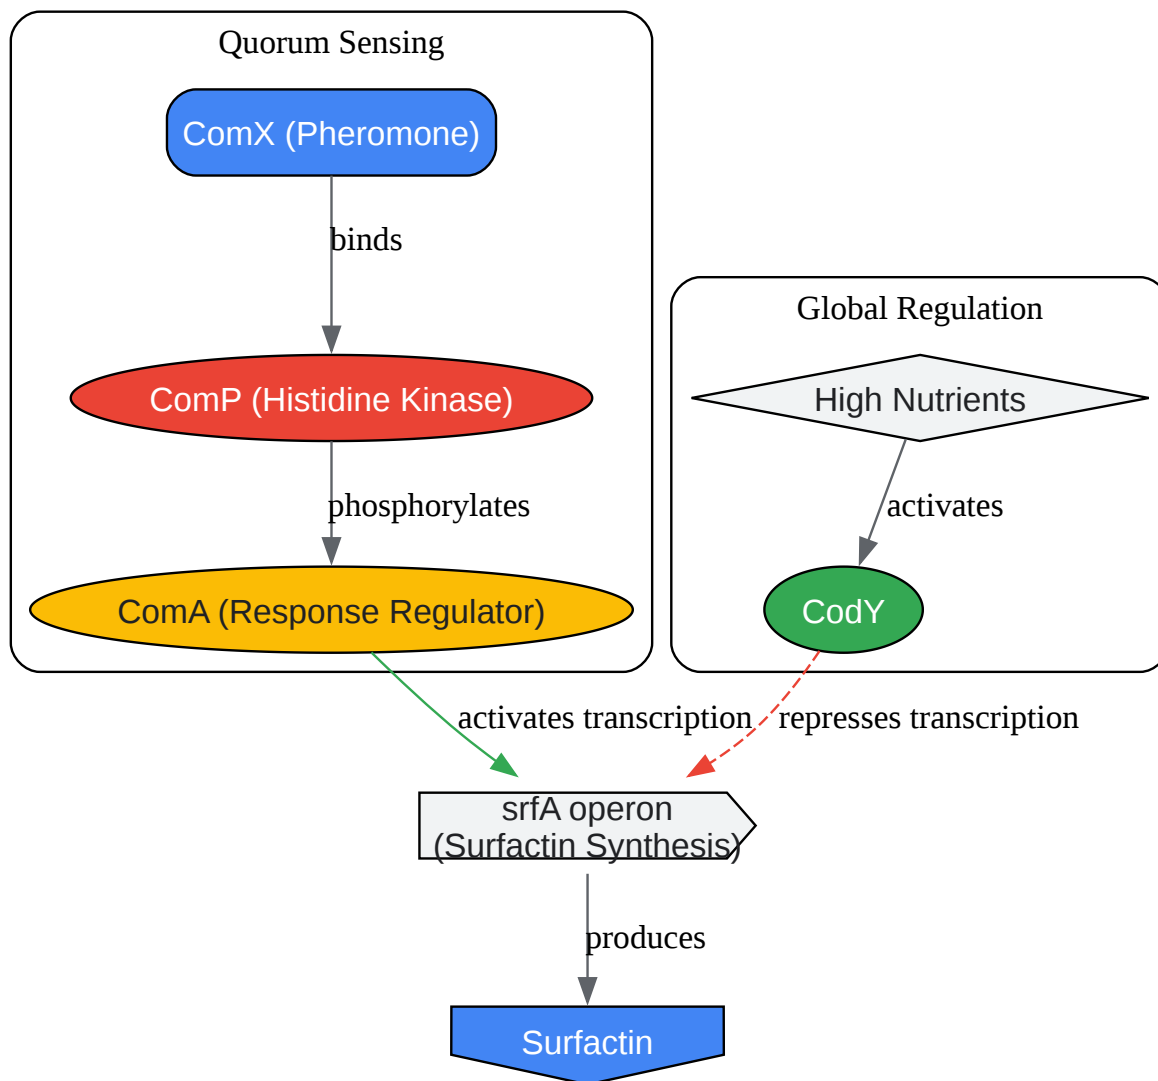 Quorum Sensing
ComX (Pheromone)
binds
Global Regulation
ComP (Histidine Kinase)
High Nutrients
phosphorylates
activates
ComA (Response Regulator)
CodY
activates transcription
represses transcription
srfA operon
(Surfactin Synthesis)
produces
Surfactin